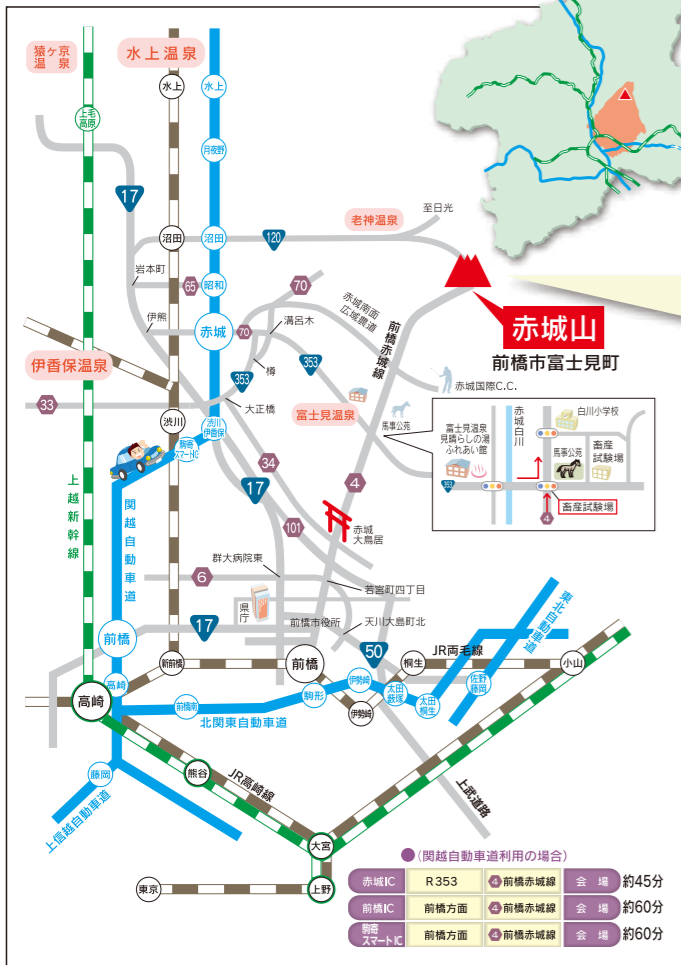 猿ヶ京
温泉
水上温泉
水上
水上
上毛
高原
月夜野
17
至日光
老神温泉
沼田
沼田
120
岩本町
65
昭和
70
赤城南面
広域農道
前橋赤城線
赤城山
前橋市富士見町
伊熊
赤城
70
溝呂木
353
樽
353
伊香保温泉
33
大正橋
富士見温泉
赤城国際C.C.
馬事公苑
渋川
渋川
伊香保
駒寄
スマートIC
富士見温泉
見晴らしの湯
ふれあい館
赤城白川
白川小学校
馬事公苑
畜産
試験場
353
畜産試験場
4
上越新幹線
関越自動車道
34
17
4
101
赤城
大鳥居
群大病院東
6
若宮町四丁目
県庁
前橋市役所
天川大島町北
17
50
東北自動車道
前橋
新前橋
前橋
JR両毛線
桐生
小山
伊勢崎
太田
藪塚
佐野
藤岡
高崎
高崎
前橋南
駒形
伊勢崎
太田
桐生
北関東自動車道
藤岡
熊谷
JR高崎線
上武道路
上信越自動車道
大宮
東京
上野
●(関越自動車道利用の場合)
赤城IC R353 4前橋赤城線 会場 約45分
前橋IC 前橋方面 4前橋赤城線 会場 約60分
駒寄
スマートIC 前橋方面 4前橋赤城線 会場 約60分